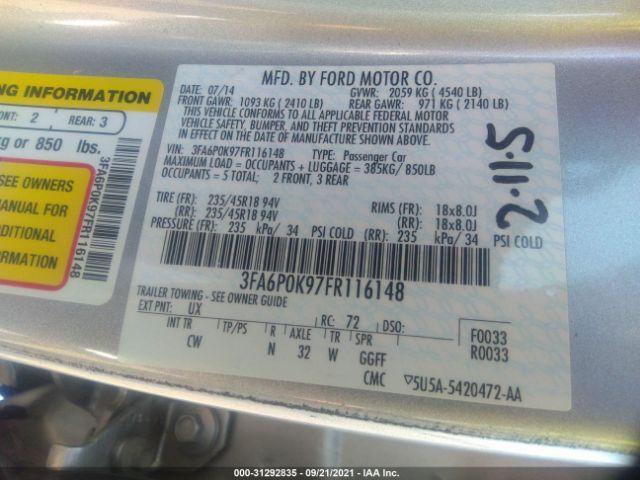 NG INFORMATION
NT: 2 REAR: 3
kg or 850 lbs.
SEE OWNERS
MANUAL FOR
ADDITIONAL
FORMATION
3FA6P0K97FR116148
MFD. BY FORD MOTOR CO.
DATE: 07/14 GVWR: 2059 KG ( 4540 LB)
FRONT GAWR: 1093 KG ( 2410 LB) REAR GAWR: 971 KG ( 2140 LB)
THIS VEHICLE CONFORMS TO ALL APPLICABLE FEDERAL MOTOR
VEHICLE SAFETY, BUMPER, AND THEFT PREVENTION STANDARDS
IN EFFECT ON THE DATE OF MANUFACTURE SHOWN ABOVE.
VIN: 3FA6P0K97FR116148 TYPE: Passenger Car
MAXIMUM LOAD = OCCUPANTS + LUGGAGE = 385KG/ 850LB
OCCUPANTS = 5 TOTAL; 2 FRONT, 3 REAR
TIRE (FR): 235/45R18 94V RIMS (FR): 18x8.0J
(RR): 235/45R18 94V (RR): 18x8.0J
PRESSURE (FR): 235 kPa/ 34 PSI COLD (RR): 235 kPa/ 34 PSI COLD
3FA6P0K97FR116148
TRAILER TOWING - SEE OWNER GUIDE
EXT PNT: UX RC: 72 DSO: F0033
INT TR TP/PS R AXLE TR SPR R0033
CW N 32 W GGFF
CMC ▽5U5A-5420472-AA
5-11-2
000-31292835 - 09/21/2021 - IAA Inc.